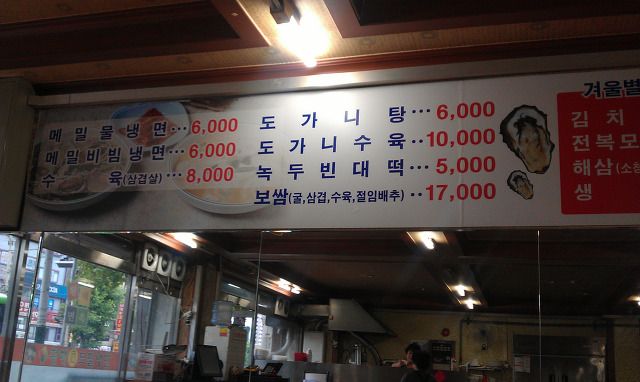 메밀물냉면···6,000
메밀비빔냉면···6,000
수육(삼겹살)···8,000
도가니탕···6,000
도가니수육··10,000
녹두빈대떡···5,000
보쌈(굴,삼겹,수육,절임배추)··17,000
겨울별
김치
전복모
해삼(소
생